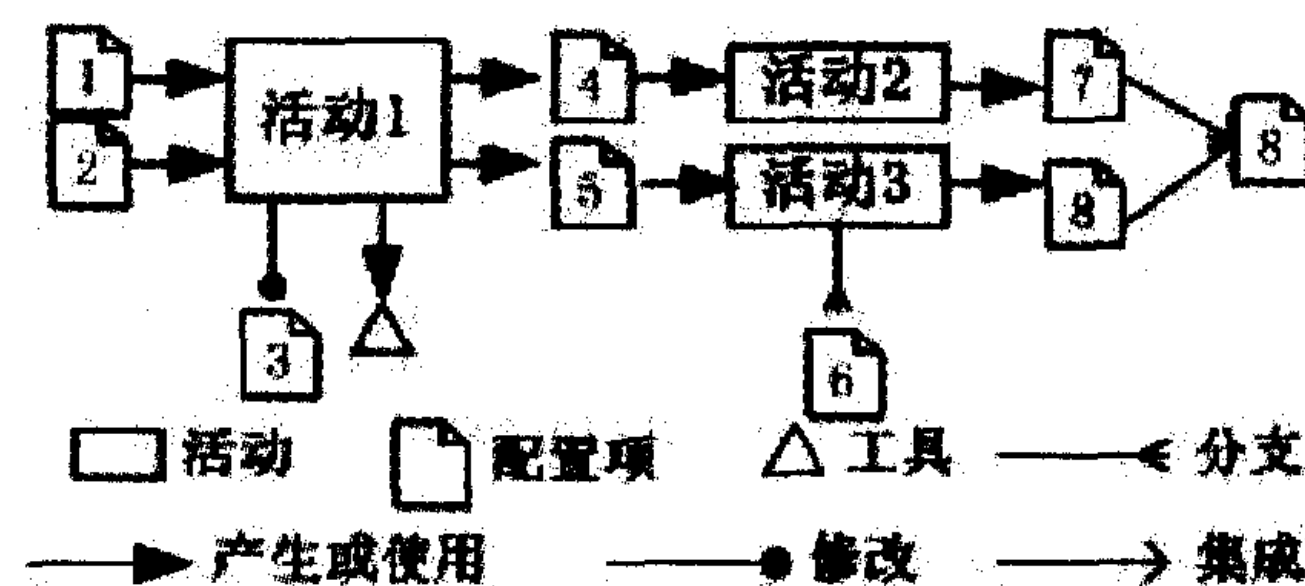 1 活动1 4 活动2 7
2 5 活动3 8 8
3 6
活动 配置项 工具 分支
产生或使用 修改 集成